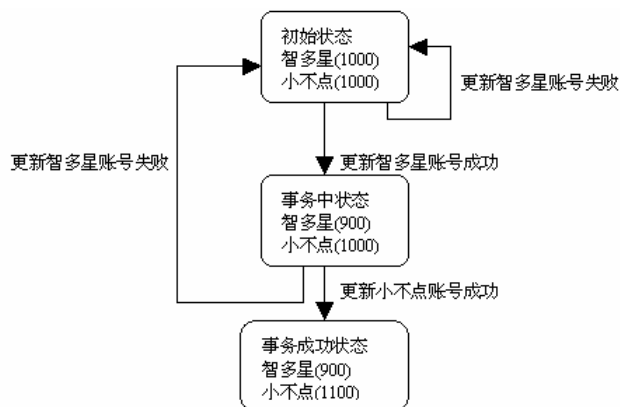 初始状态
智多星(1000)
小不点(1000)
更新智多星账号失败
更新智多星账号失败
更新智多星账号成功
事务中状态
智多星(900)
小不点(1000)
更新小不点账号成功
事务成功状态
智多星(900)
小不点(1100)